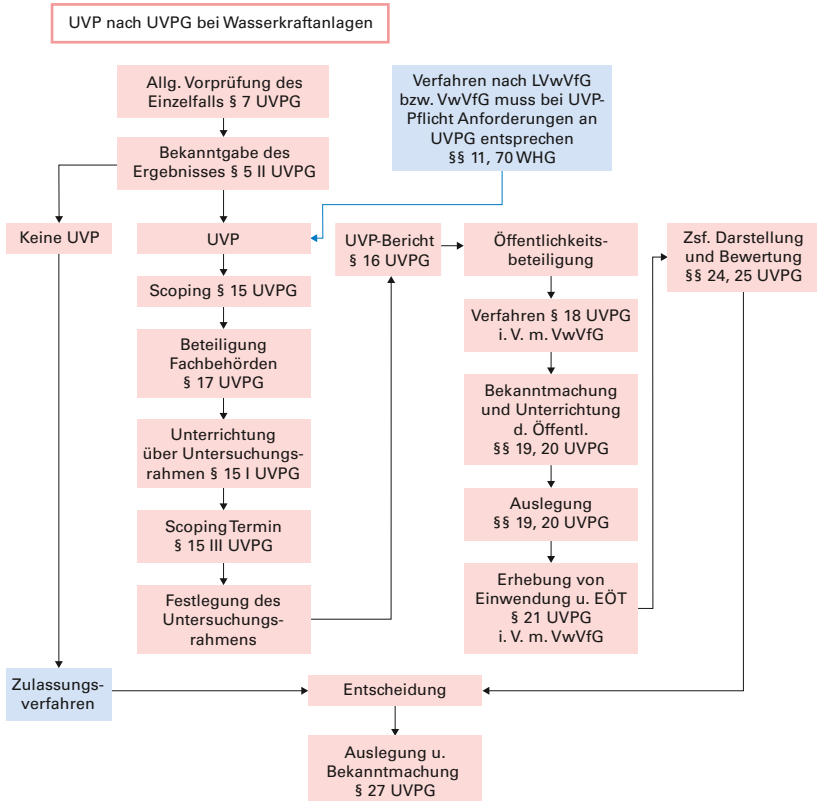 UVP nach UVPG bei Wasserkraftanlagen
Allg. Vorprüfung des
Einzelfalls § 7 UVPG
Verfahren nach LVwVfG
bzw. VwVfG muss bei UVP-
Pflicht Anforderungen an
UVPG entsprechen
§§ 11, 70 WHG
Bekanntgabe des
Ergebnisses § 5 II UVPG
Keine UVP
UVP
Scoping § 15 UVPG
Beteiligung
Fachbehörden
§ 17 UVPG
Unterrichtung
über Untersuchungs-
rahmen § 15 I UVPG
Scoping Termin
§ 15 III UVPG
Festlegung des
Untersuchungs-
rahmens
UVP-Bericht
§ 16 UVPG
Öffentlichkeits-
beteiligung
Verfahren § 18 UVPG
i. V. m. VwVfG
Bekanntmachung
und Unterrichtung
d. Öffentl.
§§ 19, 20 UVPG
Auslegung
§§ 19, 20 UVPG
Erhebung von
Einwendung u. EÖT
§ 21 UVPG
i. V. m. VwVfG
Zsf. Darstellung
und Bewertung
§§ 24, 25 UVPG
Zulassungs-
verfahren
Entscheidung
Auslegung u.
Bekanntmachung
§ 27 UVPG